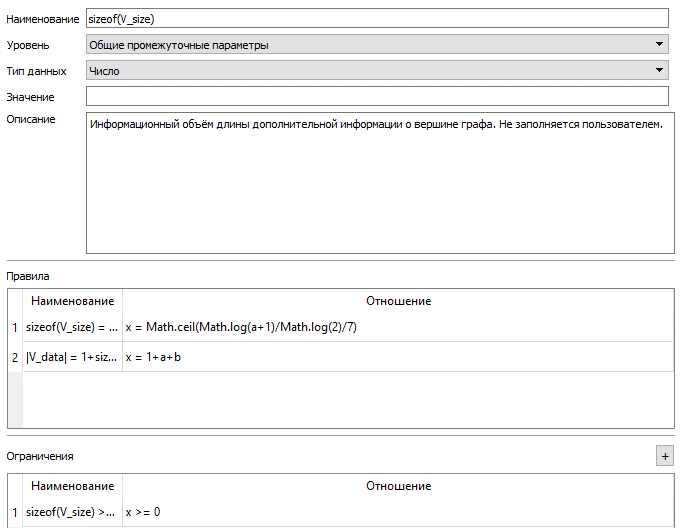 Наименование sizeof(V_size)
Уровень Общие промежуточные параметры
Тип данных Число
Значение
Описание Информационный объём длины дополнительной информации о вершине графа. Не заполняется пользователем.
Правила
Наименование Отношение
1 sizeof(V_size) = ... x = Math.ceil(Math.log(a+1)/Math.log(2)/7)
2 |V_data| = 1+siz... x = 1+a+b
Ограничения +
Наименование Отношение
1 sizeof(V_size) >... x >= 0